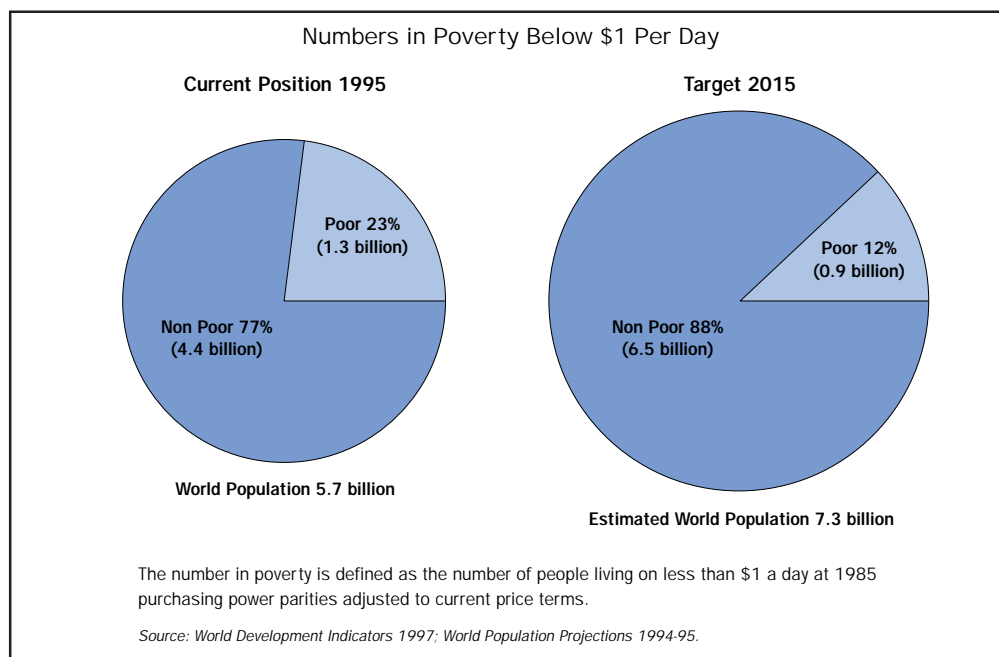 Numbers in Poverty Below $1 Per Day
Current Position 1995
Poor 23%
(1.3 billion)
Non Poor 77%
(4.4 billion)
World Population 5.7 billion
Target 2015
Poor 12%
(0.9 billion)
Non Poor 88%
(6.5 billion)
Estimated World Population 7.3 billion
The number in poverty is defined as the number of people living on less than $1 a day at 1985
purchasing power parities adjusted to current price terms.
Source: World Development Indicators 1997; World Population Projections 1994-95.